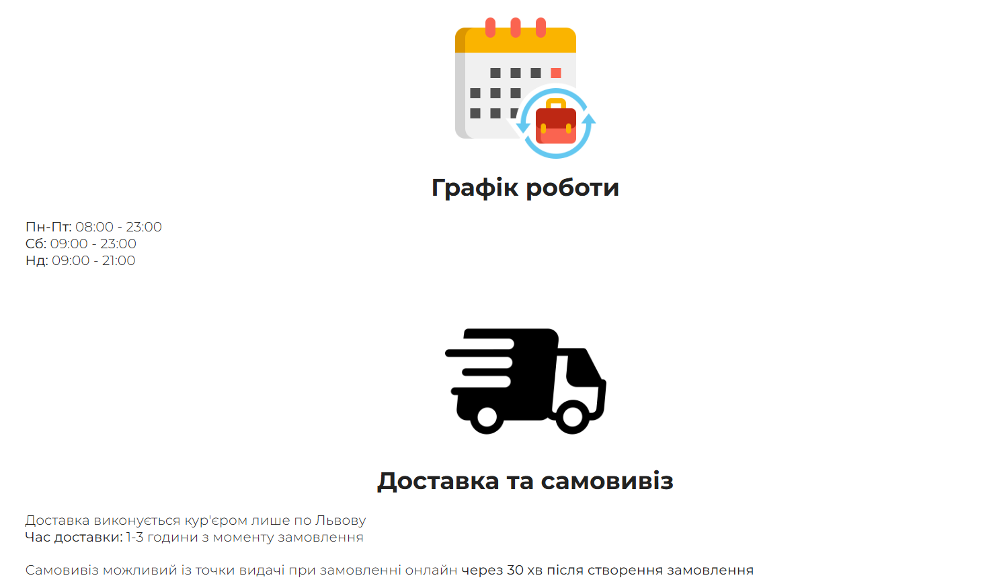 Графік роботи
Пн-Пт: 08:00 - 23:00
Сб: 09:00 - 23:00
Нд: 09:00 - 21:00
Доставка та самовивіз
Доставка виконується кур'єром лише по Львову
Час доставки: 1-3 години з моменту замовлення
Самовивіз можливий із точки видачі при замовленні онлайн через 30 хв після створення замовлення